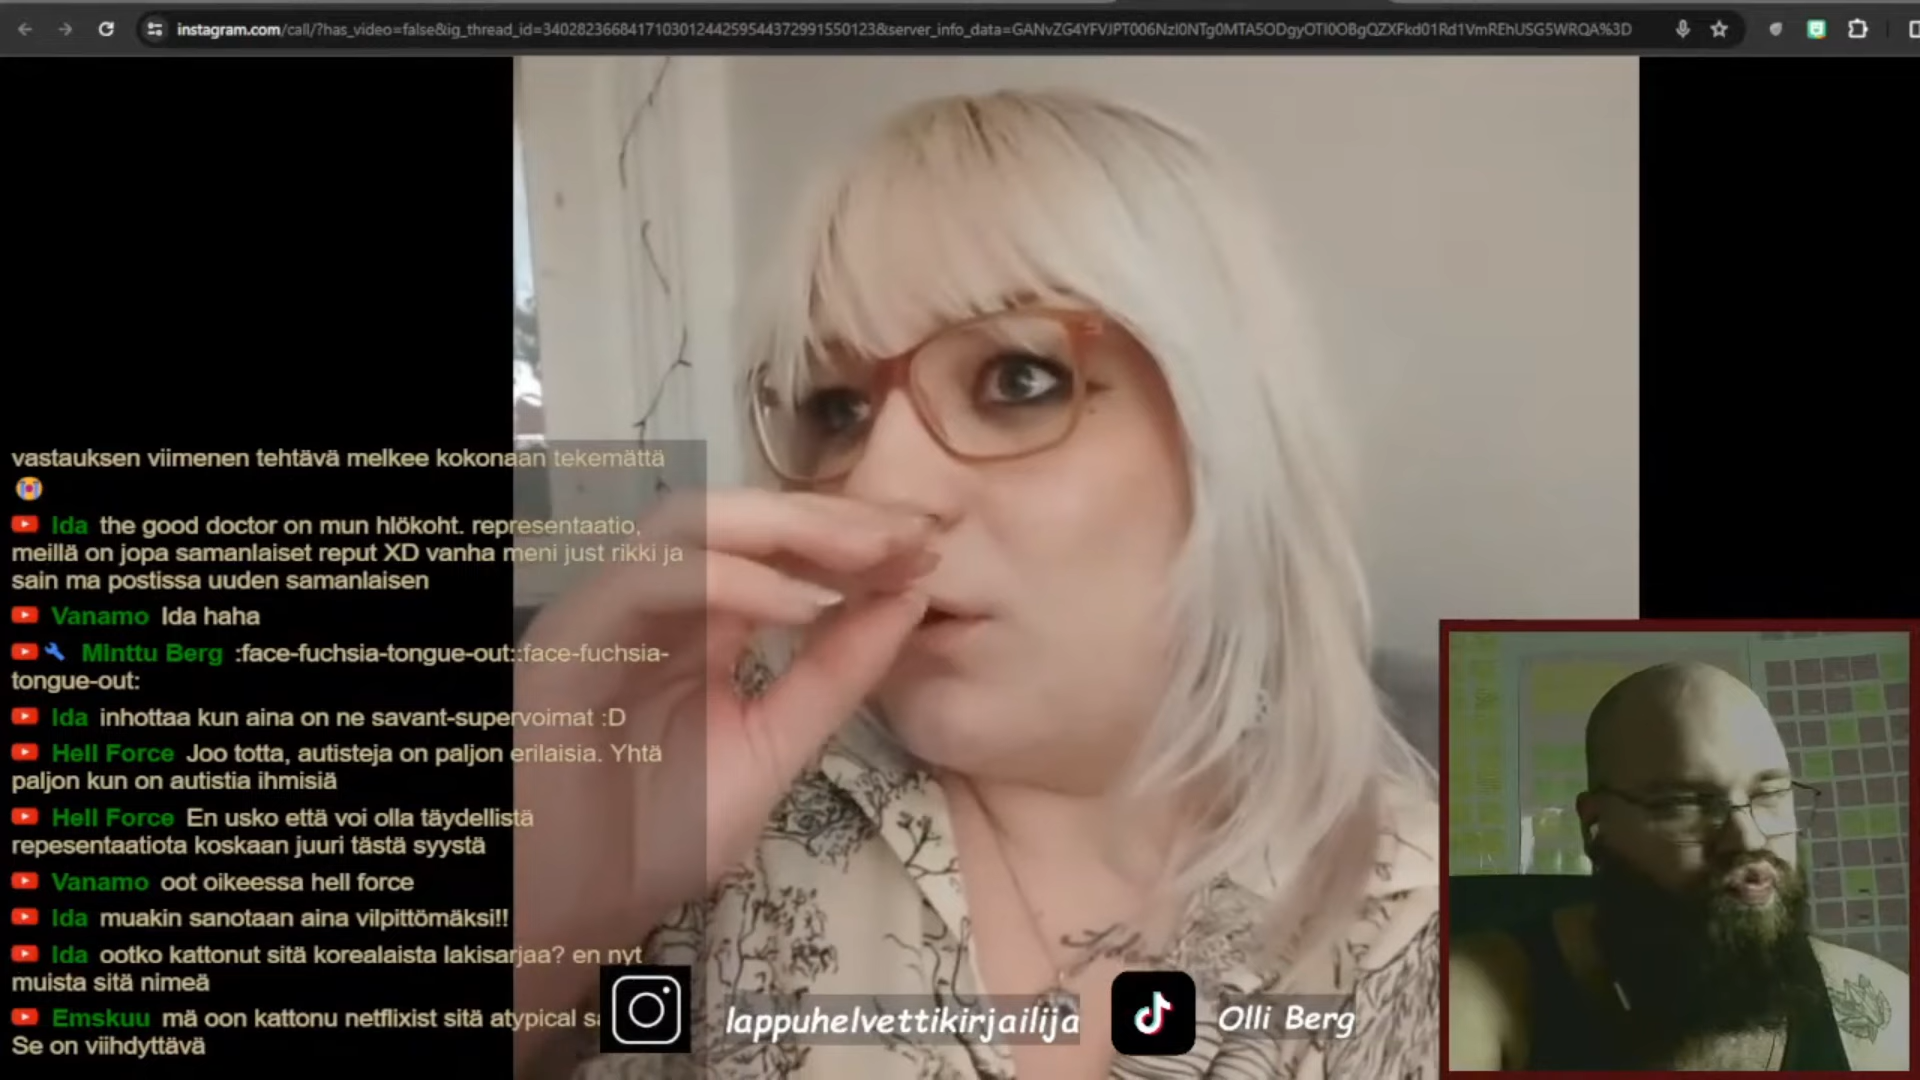 instagram.com/call/?has_video=false&ig_thread_id=340282366841710301244259544372991550123&server_info_data=GANvZG4YFVJPT006NzI0NTg0MTA5ODgyOTI0OBgQZXFkd01Rd1VmREhUSG5WRQA%3D
vastauksen viimenen tehtävä melkee kokonaan tekemättä
Ida the good doctor on mun hlökoht. representaatio,
meillä on jopa samanlaiset reput XD vanha meni just rikki ja
sain ma postissa uuden samanlaisen
Vanamo Ida haha
Minttu Berg :face-fuchsia-tongue-out::face-fuchsia-
tongue-out:
Ida inhottaa kun aina on ne savant-supervoimat :D
Hell Force Joo totta, autisteja on paljon erilaisia. Yhtä
paljon kun on autistia ihmisiä
Hell Force En usko että voi olla täydellistä
repesentaatiota koskaan juuri tästä syystä
Vanamo oot oikeessa hell force
Ida muakin sanotaan aina vilpittömäksi!!
Ida ootko kattonut sitä korealaista lakisarjaa? en nyt
muista sitä nimeä
Emskuu mä oon kattonu netflixist sitä atypical
Se on viihdyttävä
lappuhelvettikirjailija
Olli Berg